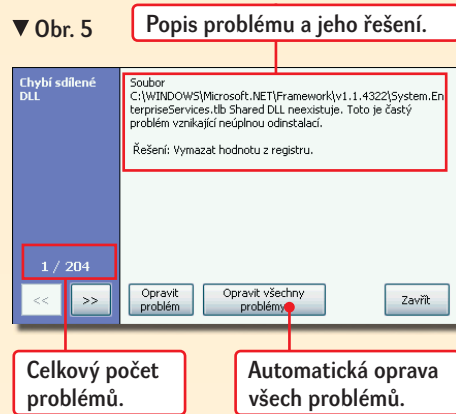 ▼ Obr. 5
Popis problému a jeho řešení.
Chybí sdílené
DLL
Soubor
C:\WINDOWS\Microsoft.NET\Framework\v1.1.4322\System.En
terpriseServices.tlb Shared DLL neexistuje. Toto je častý
problém vznikající neúplnou odinstalací.
Řešení: Vymazat hodnotu z registru.
1 / 204
<<
>>
Opravit
problém
Opravit všechny
problémy
Zavřít
Celkový počet
problémů.
Automatická oprava
všech problémů.